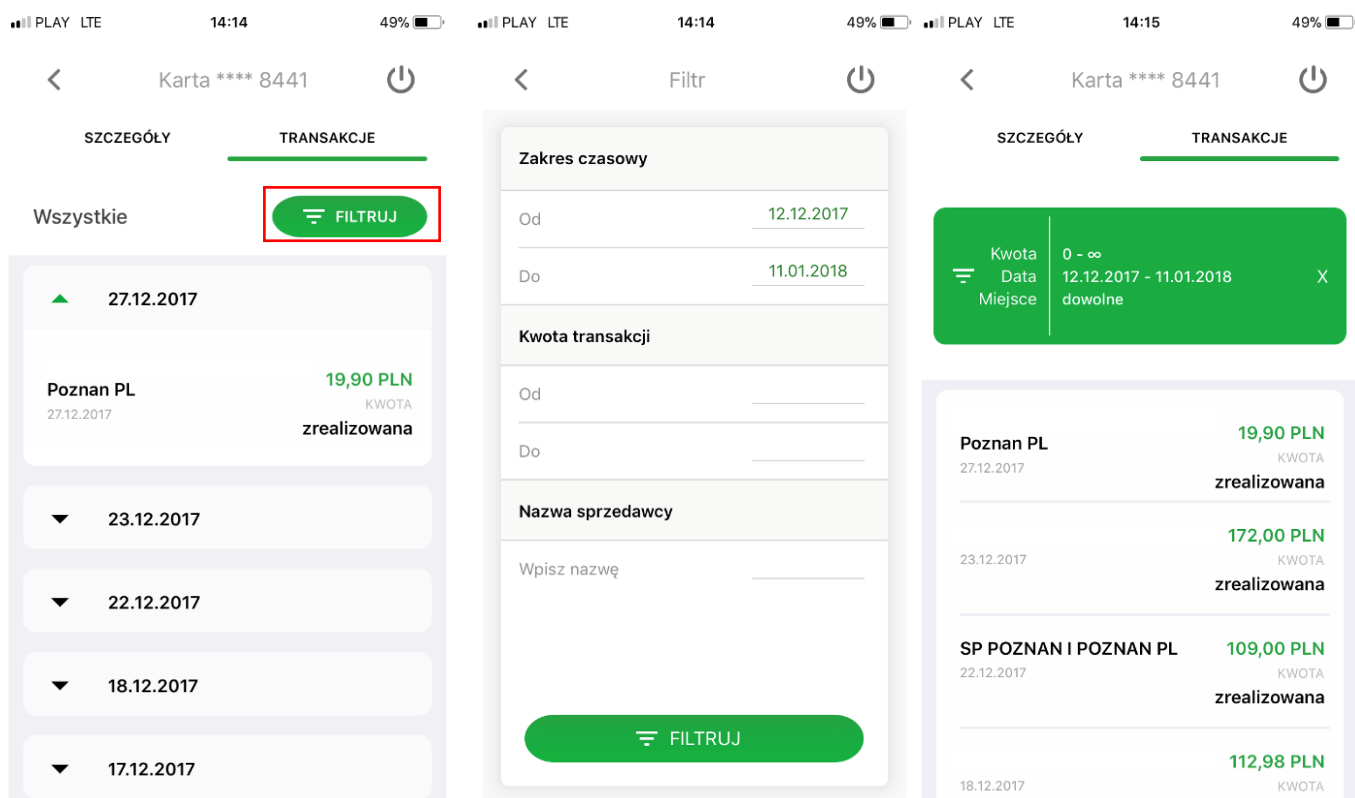 PLAY LTE 14:14 49%
Karta **** 8441
SZCZEGÓŁY TRANSAKCJE
Wszystkie FILTRUJ
27.12.2017
Poznan PL 19,90 PLN
27.12.2017 KWOTA
zrealizowana
23.12.2017
22.12.2017
18.12.2017
17.12.2017
PLAY LTE 14:14 49%
Filtr
Zakres czasowy
Od 12.12.2017
Do 11.01.2018
Kwota transakcji
Od
Do
Nazwa sprzedawcy
Wpisz nazwę
FILTRUJ
PLAY LTE 14:15 49%
Karta **** 8441
SZCZEGÓŁY TRANSAKCJE
Kwota 0 - ∞
Data 12.12.2017 - 11.01.2018 X
Miejsce dowolne
Poznan PL 19,90 PLN
27.12.2017 KWOTA
zrealizowana
172,00 PLN
23.12.2017 KWOTA
zrealizowana
SP POZNAN I POZNAN PL 109,00 PLN
22.12.2017 KWOTA
zrealizowana
112,98 PLN
18.12.2017 KWOTA